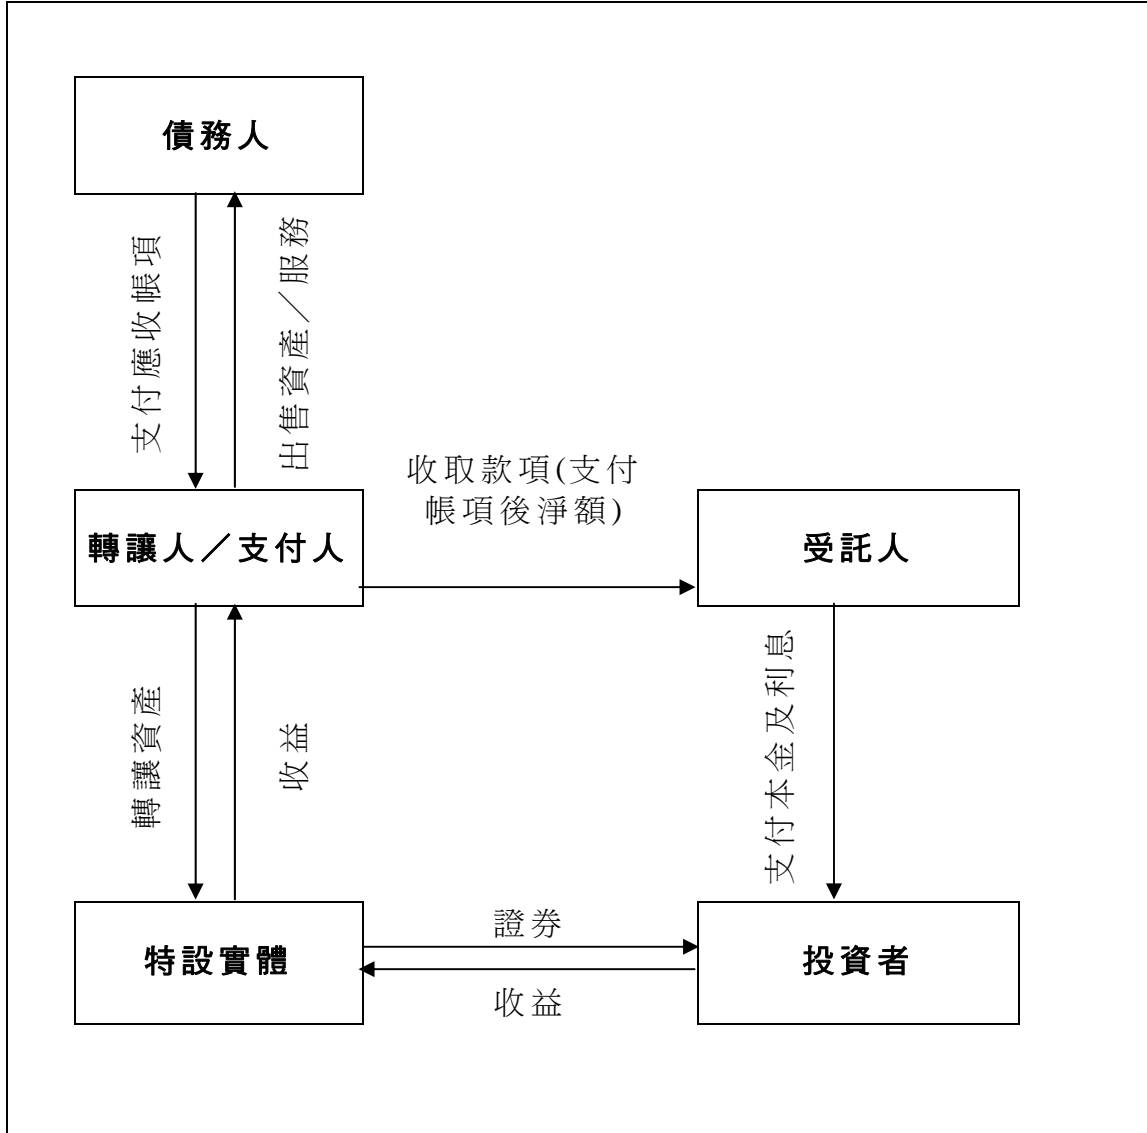 債務人
支付應收帳項
出售資產／服務
收取款項(支付
帳項後淨額)
轉讓人／支付人
受託人
轉讓資產
收益
支付本金及利息
特設實體
證券
收益
投資者